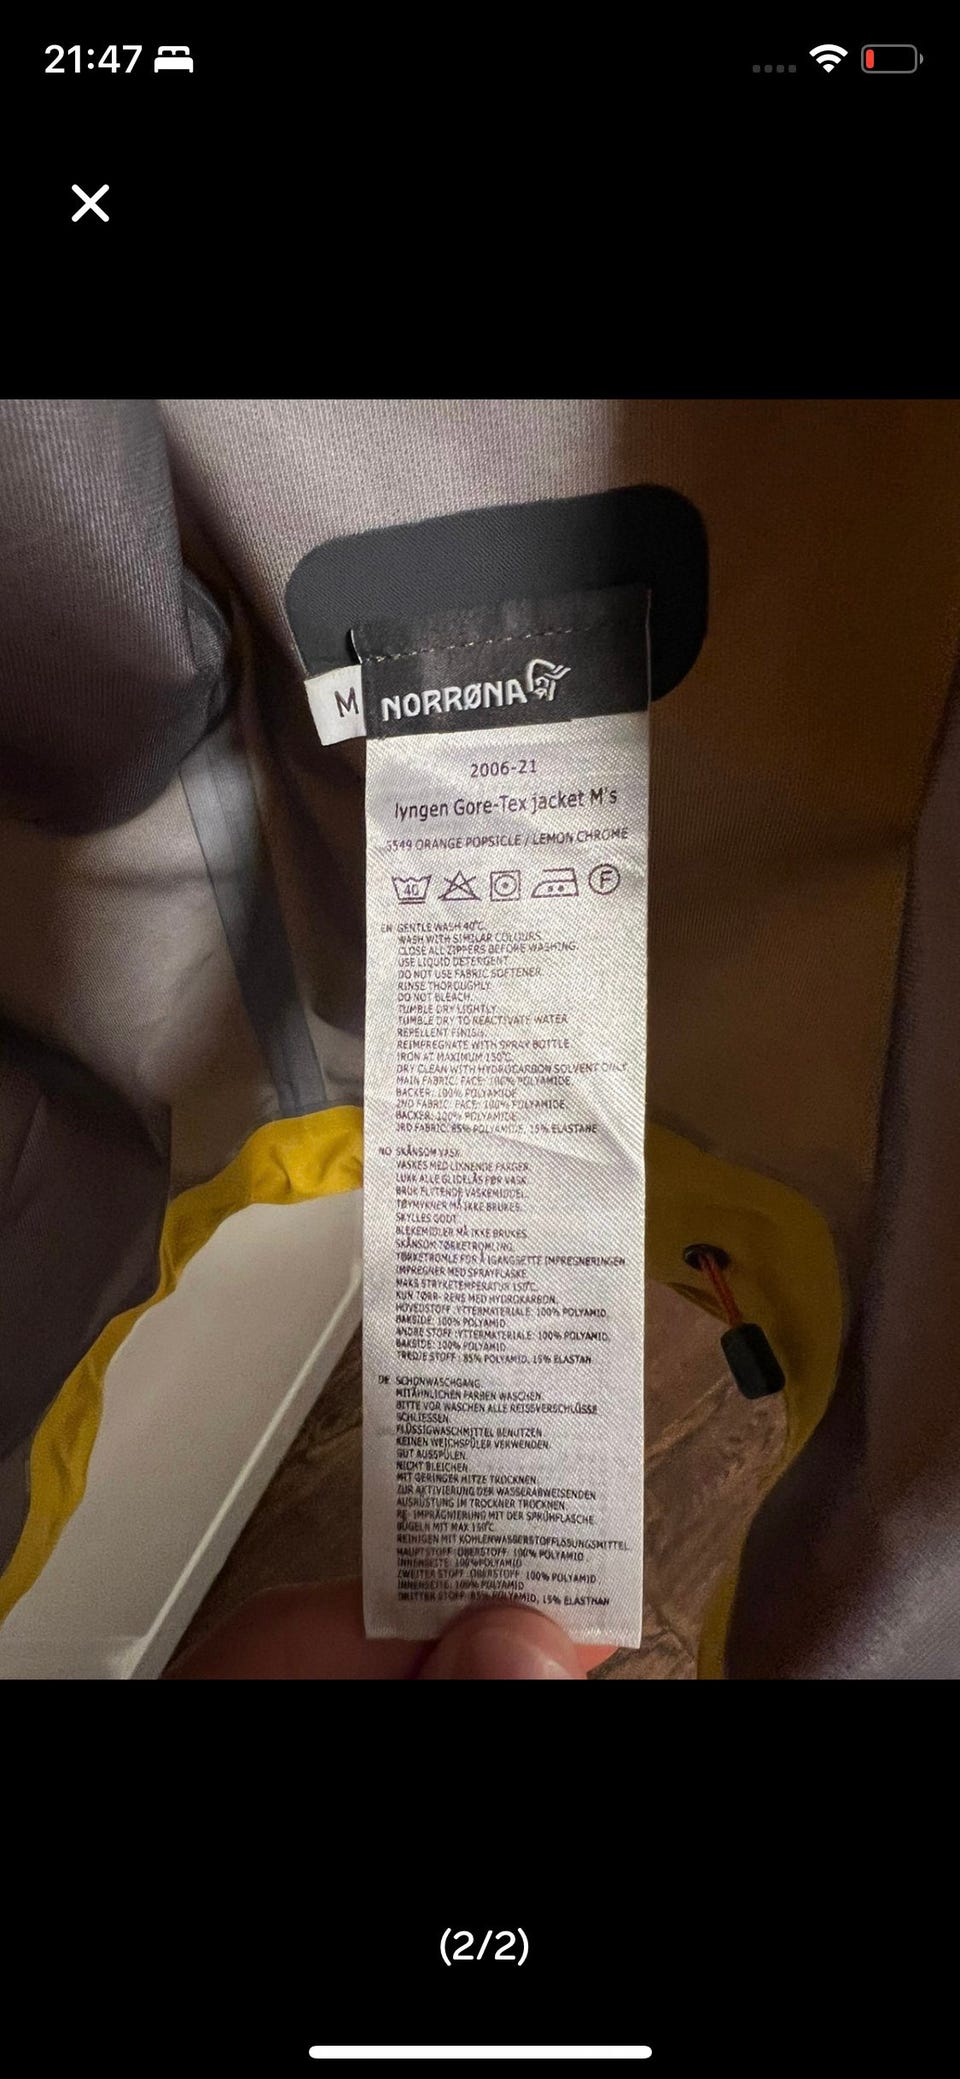 21:47
M
NORRØNA
2006-21
lyngen Gore-Tex jacket M's
5549 ORANGE POPSICLE / LEMON CHROME
40
F
EN GENTLE WASH 40°C
WASH WITH SIMILAR COLOURS
CLOSE ALL ZIPPERS BEFORE WASHING.
USE LIQUID DETERGENT
DO NOT USE FABRIC SOFTENER.
RINSE THOROUGHLY
DO NOT BLEACH.
TUMBLE DRY LIGHTLY
TUMBLE DRY TO REACTIVATE WATER
REPELLENT FINISH.
REIMPREGNATE WITH SPRAY BOTTLE
IRON AT MAXIMUM 150°C.
DRY CLEAN WITH HYDROCARBON SOLVENT ONLY
MAIN FABRIC: FACE: 100% POLYAMIDE,
BACKER: 100% POLYAMIDE
2ND FABRIC: FACE: 100% POLYAMIDE,
BACKER: 100% POLYAMIDE
3RD FABRIC: 85% POLYAMIDE, 15% ELASTANE
NO SKÅNSOM VASK
VASKES MED LIKNENDE FARGER
LUKK ALLE GLIDELÅS FØR VASK
BRUK FLYTENDE VASKEMIDDEL.
TØYMYKNER MÅ IKKE BRUKES.
SKYLLES GODT
BLEKEMIDLER MÅ IKKE BRUKES
SKÅNSOM TØRKETROMLING.
TØRKETROMLE FOR Å IGANGSETTE IMPREGNERINGEN
IMPREGNER MED SPRAYFLASKE
MAKS STRYKETEMPERATUR 150°C.
KUN TØRR- RENS MED HYDROKARBON.
HOVEDSTOFF :YTTERMATERIALE: 100% POLYAMID,
BAKSIDE: 100% POLYAMID
ANDRE STOFF :YTTERMATERIALE: 100% POLYAMID,
BAKSIDE: 100% POLYAMID
TREDJE STOFF : 85% POLYAMID, 15% ELASTAN
DE SCHONWASCHGANG.
MIT ÄHNLICHEN FARBEN WASCHEN.
BITTE VOR WASCHEN ALLE REISSVERSCHLÜSSE
SCHLIESSEN
FLÜSSIGWASCHMITTEL BENUTZEN.
KEINEN WEICHSPÜLER VERWENDEN.
GUT AUSSPÜLEN.
NICHT BLEICHEN
MIT GERINGER HITZE TROCKNEN.
ZUR AKTIVIERUNG DER WASSERABWEISENDEN
AUSRÜSTUNG IM TROCKNER TROCKNEN
RE- IMPRÄGNIERUNG MIT DER SPRÜHFLASCHE
BÜGELN MIT MAX 150°C
REINIGEN MIT KOHLENWASSERSTOFFLÖSUNGSMITTEL
HAUPTSTOFF :OBERSTOFF: 100% POLYAMID,
INNENSEITE: 100% POLYAMID
ZWEITER STOFF :OBERSTOFF: 100% POLYAMID,
INNENSEITE: 100% POLYAMID
DRITTER STOFF: 85% POLYAMID, 15% ELASTHAN
(2/2)